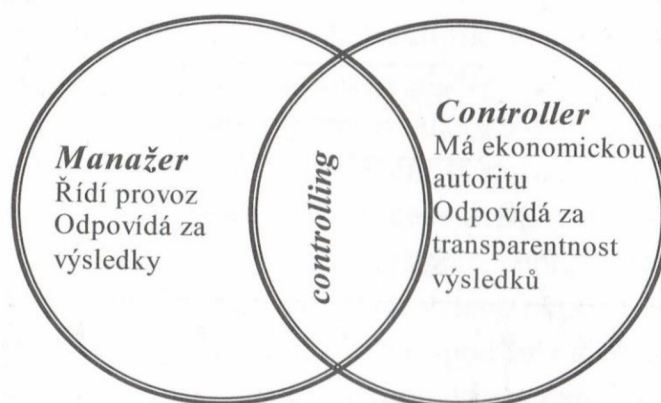 Manažer
Řídí provoz
Odpovídá za
výsledky
controlling
Controller
Má ekonomickou
autoritu
Odpovídá za
transparentnost
výsledků